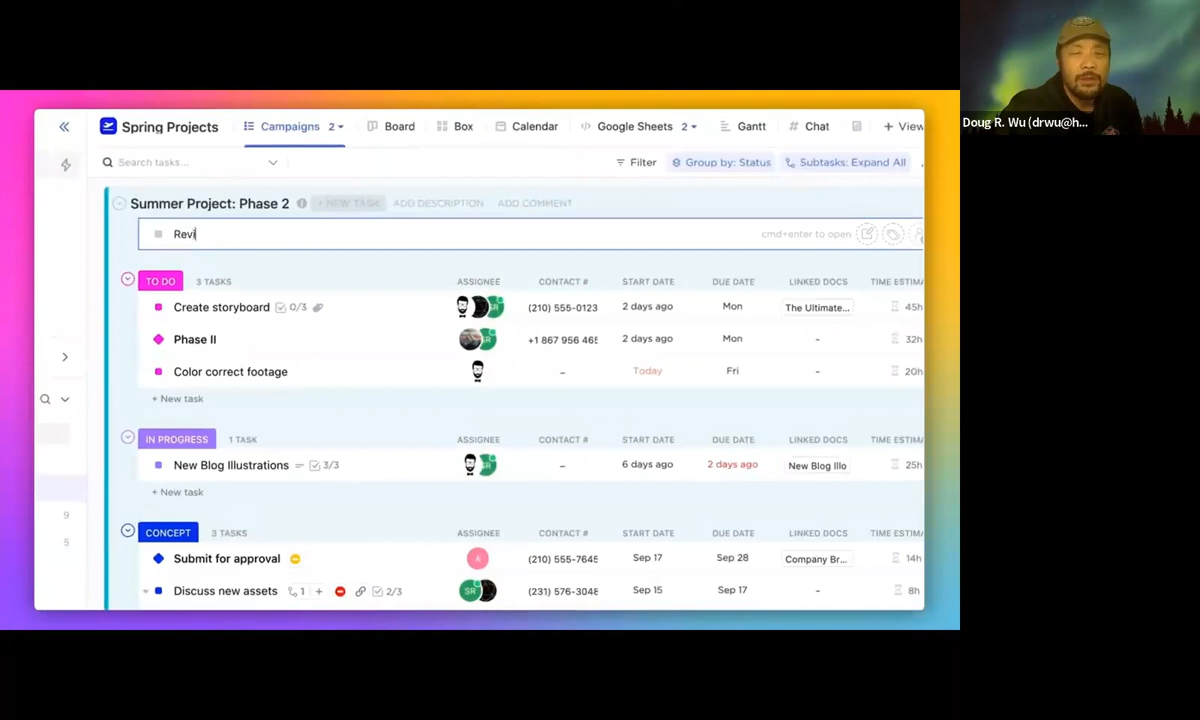 Spring Projects Campaigns 2 Board Box Calendar Google Sheets 2 Gantt Chat + View
Search tasks... Filter Group by: Status Subtasks: Expand All
Summer Project: Phase 2 + NEW TASK ADD DESCRIPTION ADD COMMENT
Revi cmd+enter to open
TO DO 3 TASKS ASSIGNEE CONTACT # START DATE DUE DATE LINKED DOCS TIME ESTIMA
Create storyboard 0/3 SR (210) 555-0123 2 days ago Mon The Ultimate... 45h
Phase II SR +1 867 956 465 2 days ago Mon - 32h
Color correct footage – Today Fri - 20h
+ New task
IN PROGRESS 1 TASK ASSIGNEE CONTACT # START DATE DUE DATE LINKED DOCS TIME ESTIMA
New Blog Illustrations 3/3 SR – 6 days ago 2 days ago New Blog Illo 25h
+ New task
9
CONCEPT 3 TASKS ASSIGNEE CONTACT # START DATE DUE DATE LINKED DOCS TIME ESTIMA
5
Submit for approval A (210) 555-7645 Sep 17 Sep 28 Company Br... 14h
Discuss new assets 1 + 2/3 SR (231) 576-3048 Sep 15 Sep 17 - 8h
Doug R. Wu (drwu@h...